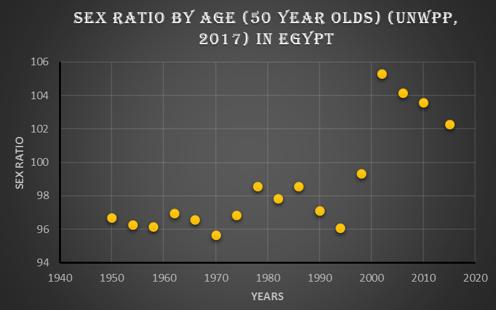 SEX RATIO BY AGE (50 YEAR OLDS) (UNWPP,
2017) IN EGYPT
106
104
102
100
98
96
94
SEX RATIO
1940 1950 1960 1970 1980 1990 2000 2010 2020
YEARS